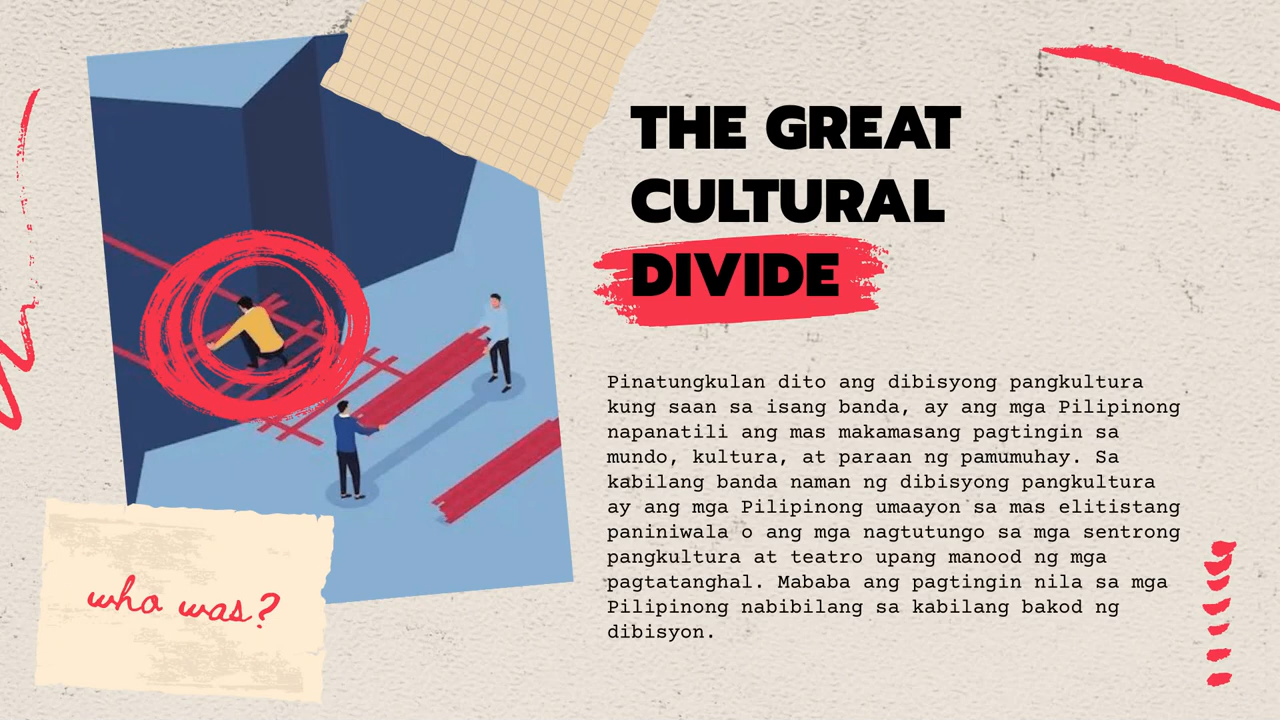 THE GREAT
CULTURAL
DIVIDE
Pinatungkulan dito ang dibisyong pangkultura
kung saan sa isang banda, ay ang mga Pilipinong
napanatili ang mas makamasang pagtingin sa
mundo, kultura, at paraan ng pamumuhay. Sa
kabilang banda naman ng dibisyong pangkultura
ay ang mga Pilipinong umaayon sa mas elitistang
paniniwala o ang mga nagtutungo sa mga sentrong
pangkultura at teatro upang manood ng mga
pagtatanghal. Mababa ang pagtingin nila sa mga
Pilipinong nabibilang sa kabilang bakod ng
dibisyon.
who was?